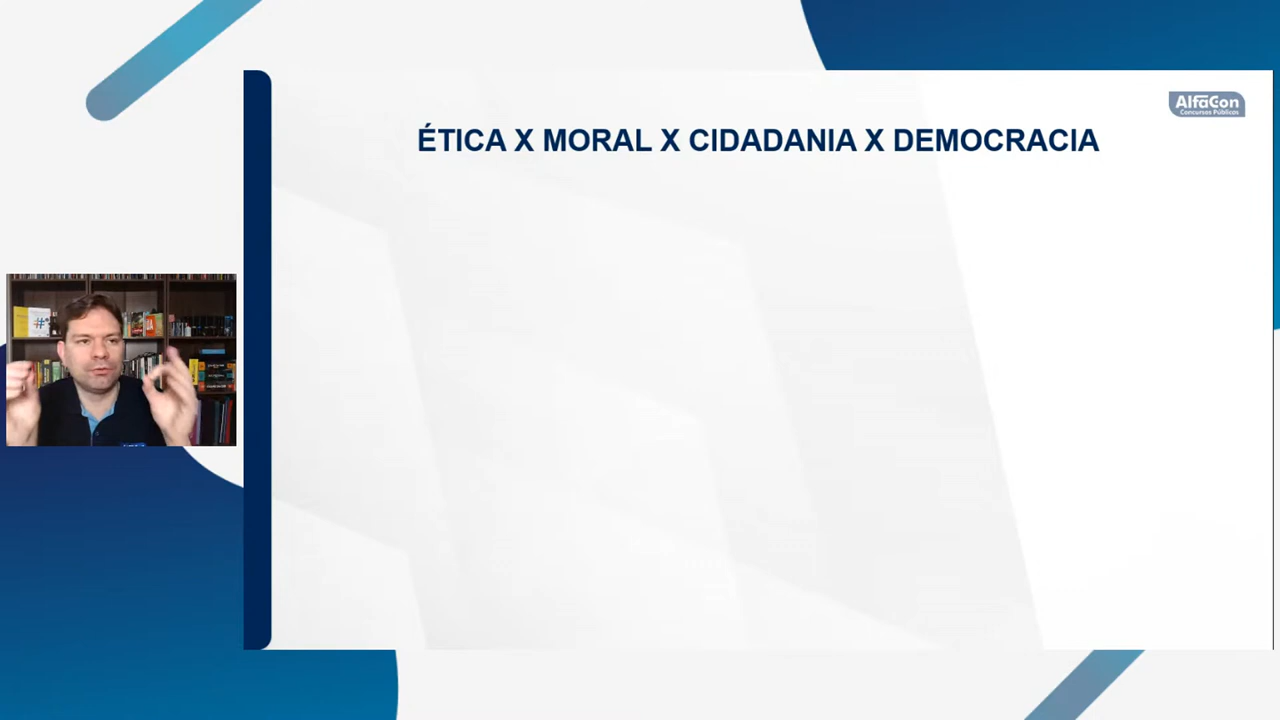 AlfaCon
Concursos Públicos
ÉTICA X MORAL X CIDADANIA X DEMOCRACIA
#